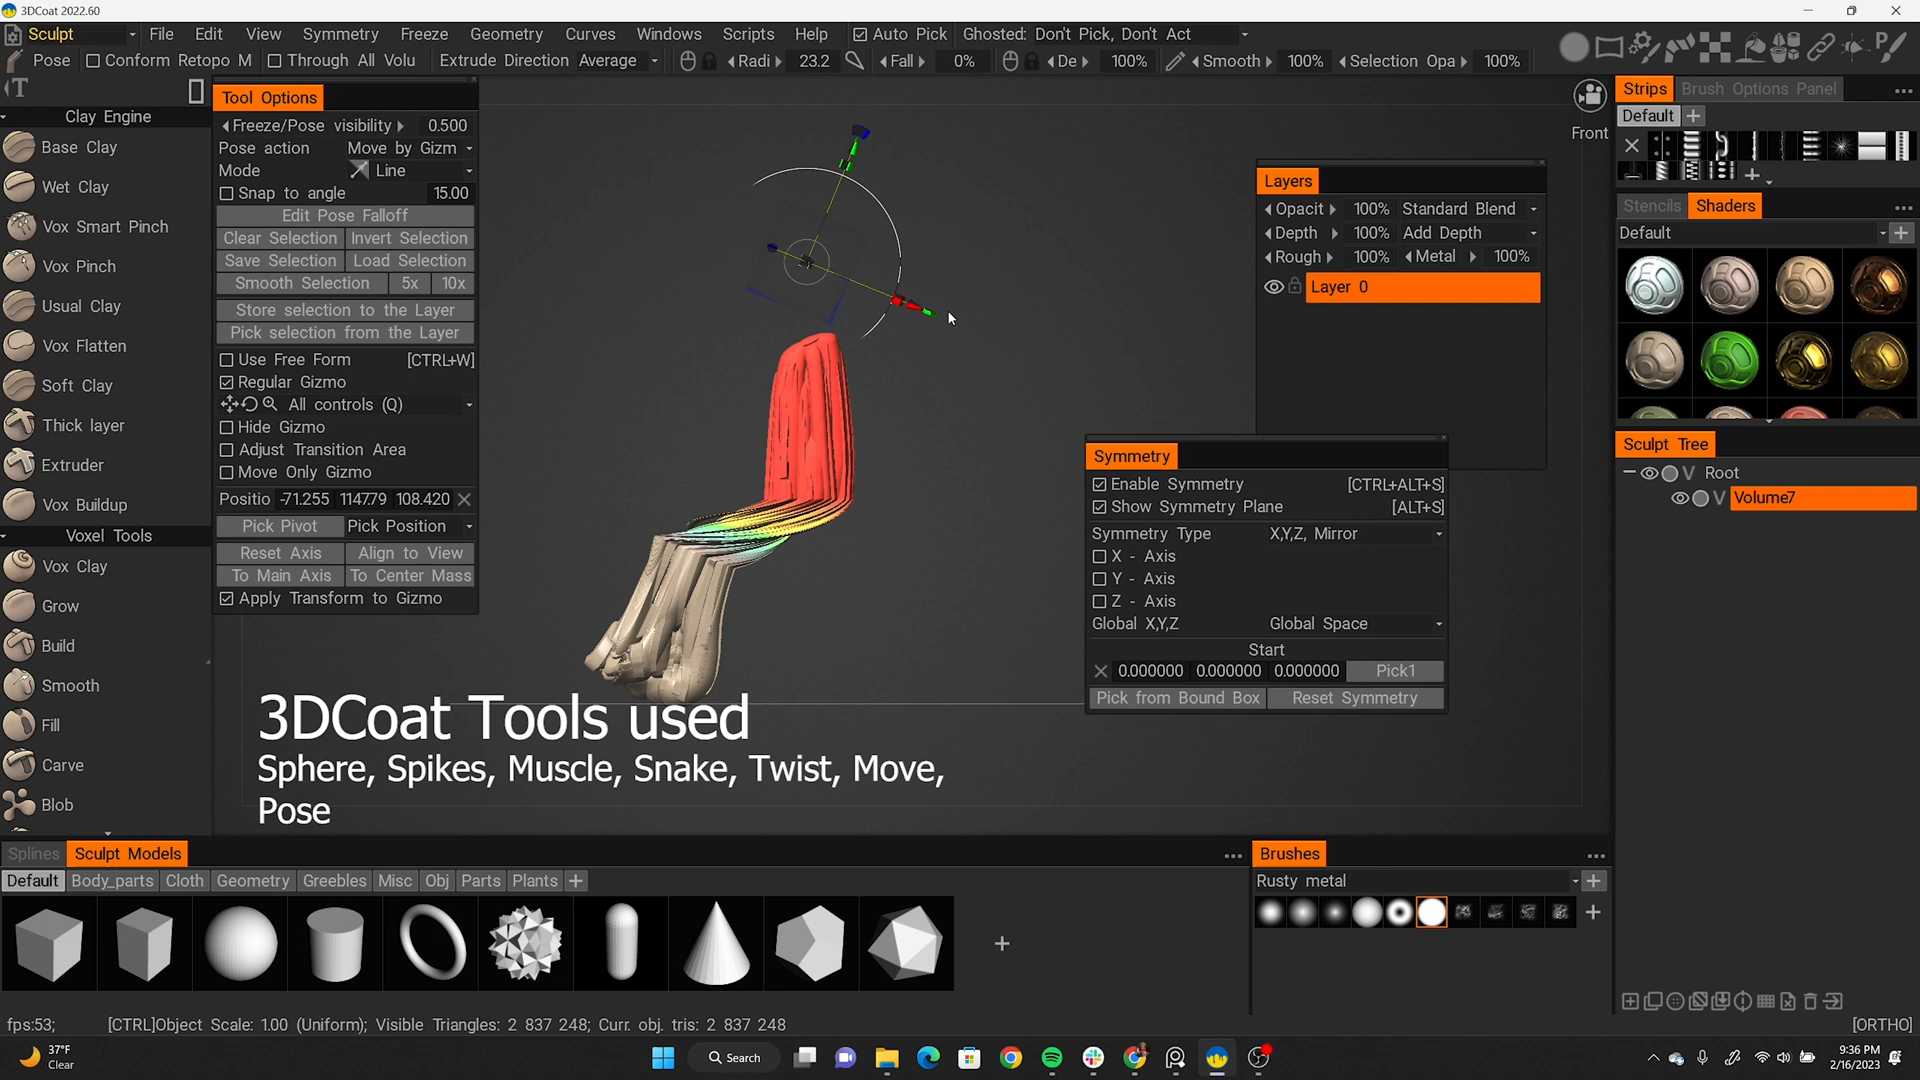 3DCoat 2022.60
Sculpt File Edit View Symmetry Freeze Geometry Curves Windows Scripts Help Auto Pick Ghosted: Don't Pick, Don't Act
Pose Conform Retopo M Through All Volu Extrude Direction Average Radi 23.2 Fall 0% De 100% Smooth 100% Selection Opa 100%
Clay Engine
Base Clay
Wet Clay
Vox Smart Pinch
Vox Pinch
Usual Clay
Vox Flatten
Soft Clay
Thick layer
Extruder
Vox Buildup
Voxel Tools
Vox Clay
Grow
Build
Smooth
Fill
Carve
Blob
Tool Options
Freeze/Pose visibility 0.500
Pose action Move by Gizm
Mode Line
Snap to angle 15.00
Edit Pose Falloff
Clear Selection Invert Selection
Save Selection Load Selection
Smooth Selection 5x 10x
Store selection to the Layer
Pick selection from the Layer
Use Free Form [CTRL+W]
Regular Gizmo
All controls (Q)
Hide Gizmo
Adjust Transition Area
Move Only Gizmo
Positio -71.255 114.779 108.420
Pick Pivot Pick Position
Reset Axis Align to View
To Main Axis To Center Mass
Apply Transform to Gizmo
Front
Layers
Opacit 100% Standard Blend
Depth 100% Add Depth
Rough 100% Metal 100%
Layer 0
Symmetry
Enable Symmetry [CTRL+ALT+S]
Show Symmetry Plane [ALT+S]
Symmetry Type X,Y,Z, Mirror
X - Axis
Y - Axis
Z - Axis
Global X,Y,Z Global Space
Start
0.000000 0.000000 0.000000 Pick1
Pick from Bound Box Reset Symmetry
Strips Brush Options Panel
Default
Stencils Shaders
Default
Sculpt Tree
V Root
V Volume7
3DCoat Tools used
Sphere, Spikes, Muscle, Snake, Twist, Move,
Pose
Splines Sculpt Models
Default Body_parts Cloth Geometry Greebles Misc Obj Parts Plants +
Brushes
Rusty metal
fps:53; [CTRL]Object Scale: 1.00 (Uniform); Visible Triangles: 2 837 248; Curr. obj. tris: 2 837 248
[ORTHO]
37°F
Clear
Search
9:36 PM
2/16/2023